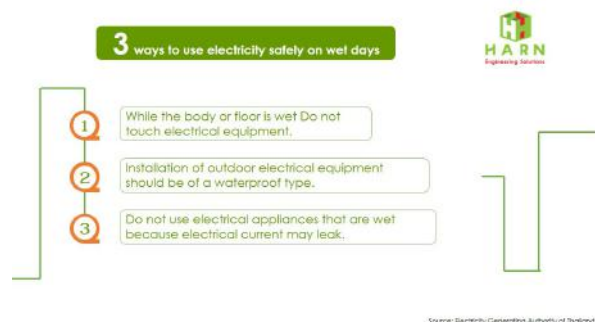 3 ways to use electricity safely on wet days
HARN
Engineering Solutions
1
While the body or floor is wet Do not
touch electrical equipment.
2
Installation of outdoor electrical equipment
should be of a waterproof type.
3
Do not use electrical appliances that are wet
because electrical current may leak.
Source: Electricity Generating Authority of Thailand